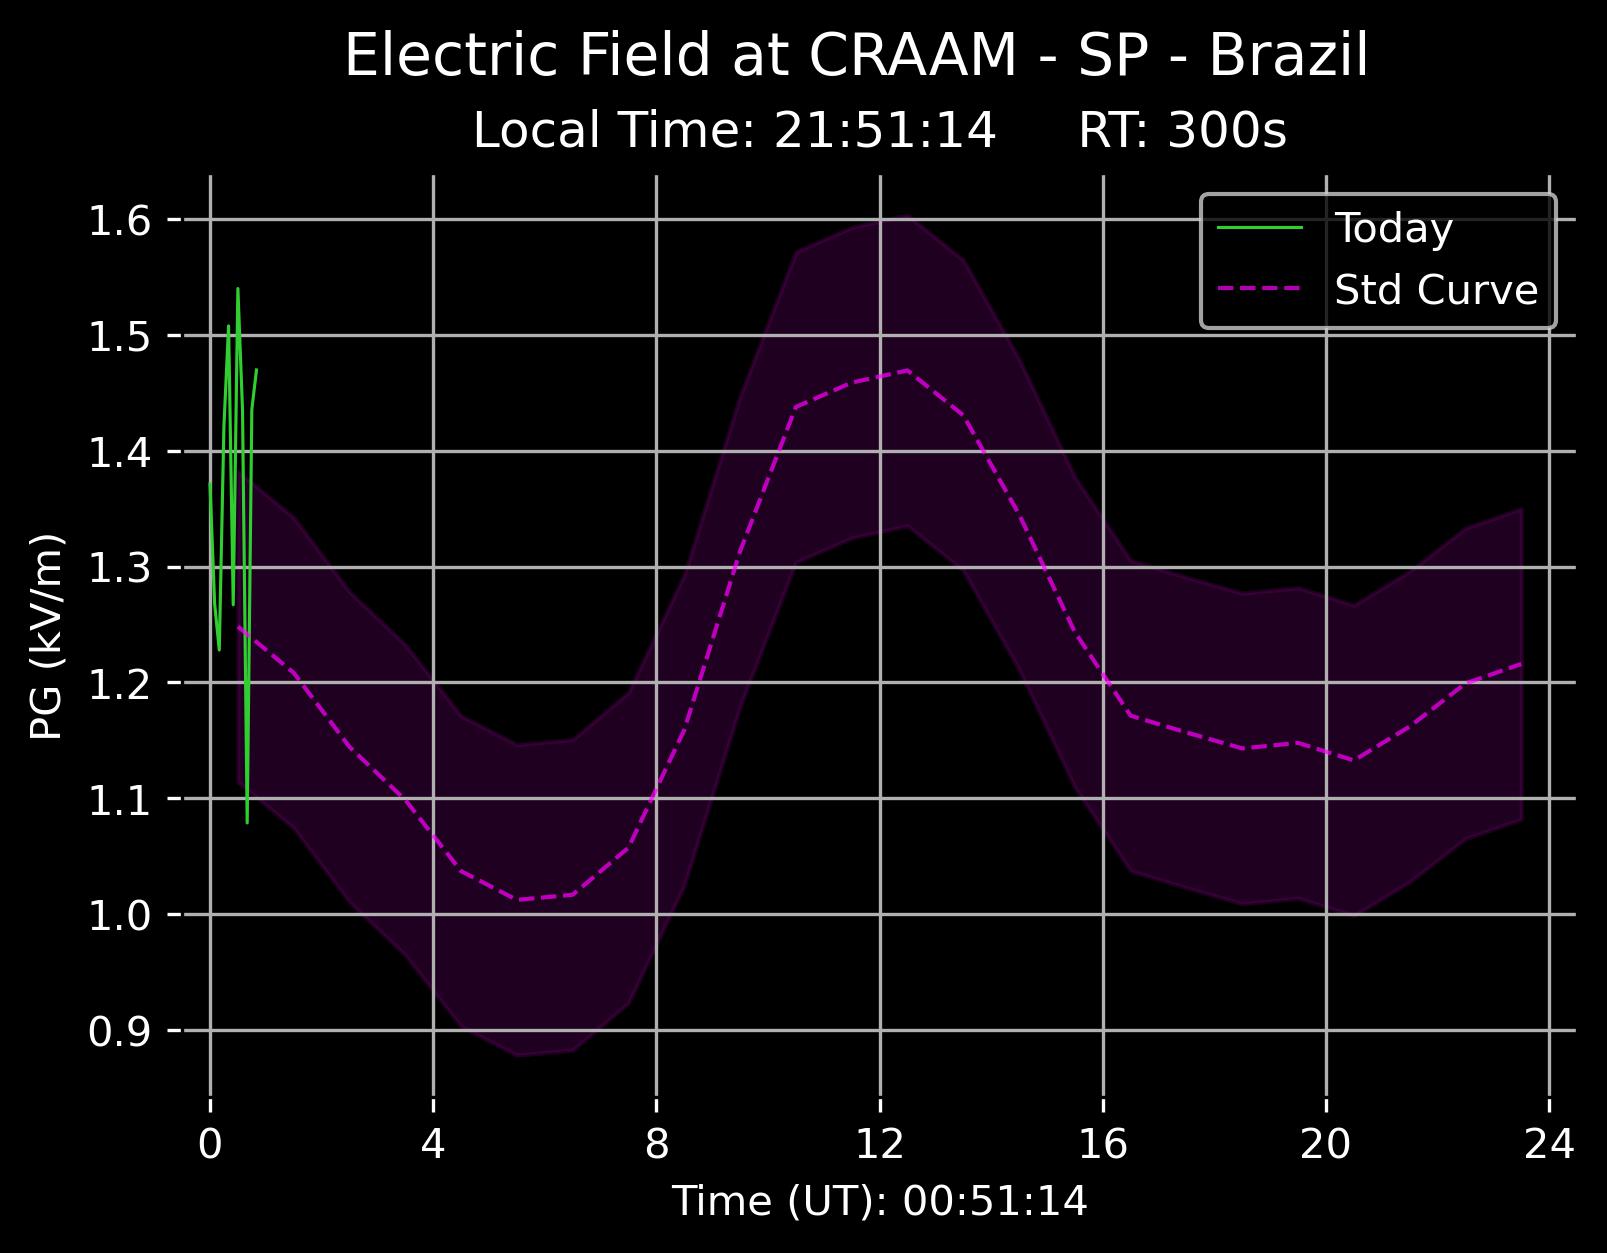 Electric Field at CRAAM - SP - Brazil
Local Time: 21:51:14 RT: 300s
Today
Std Curve
1.6
1.5
1.4
1.3
1.2
1.1
1.0
0.9
PG (kV/m)
0 4 8 12 16 20 24
Time (UT): 00:51:14